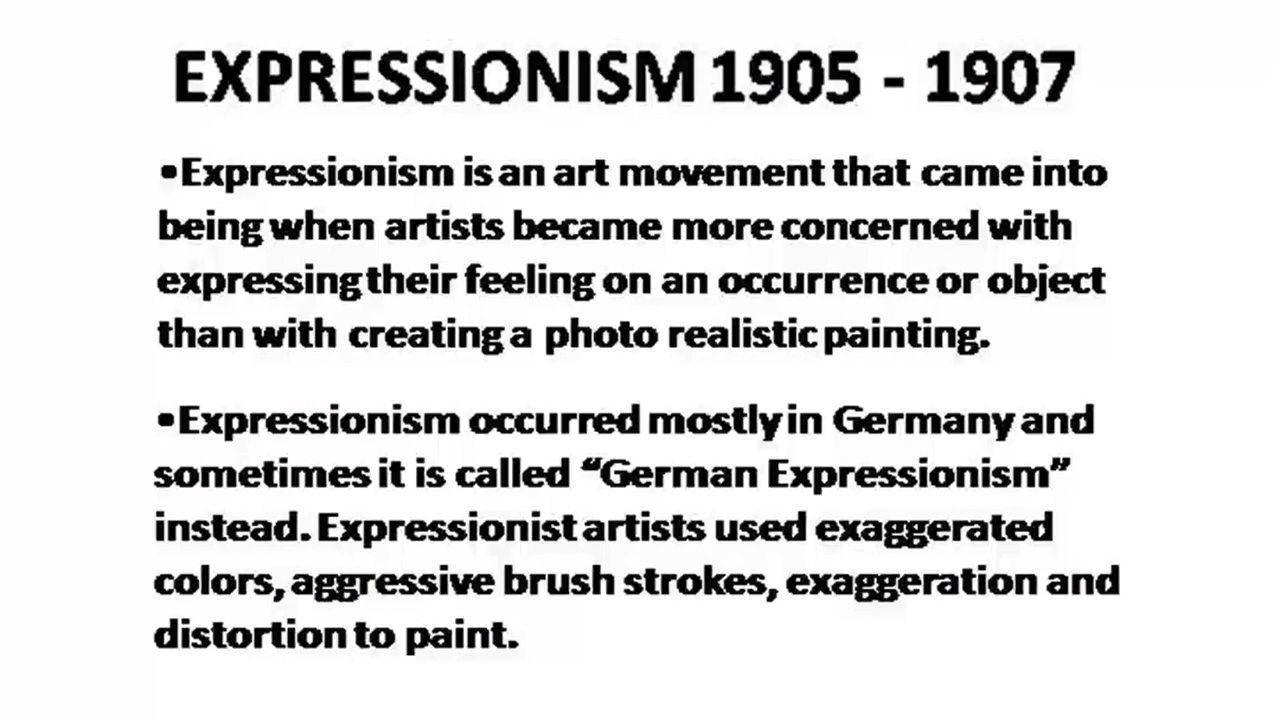 EXPRESSIONISM 1905 - 1907
•Expressionism is an art movement that came into
being when artists became more concerned with
expressing their feeling on an occurrence or object
than with creating a photo realistic painting.
•Expressionism occurred mostly in Germany and
sometimes it is called “German Expressionism”
instead. Expressionist artists used exaggerated
colors, aggressive brush strokes, exaggeration and
distortion to paint.